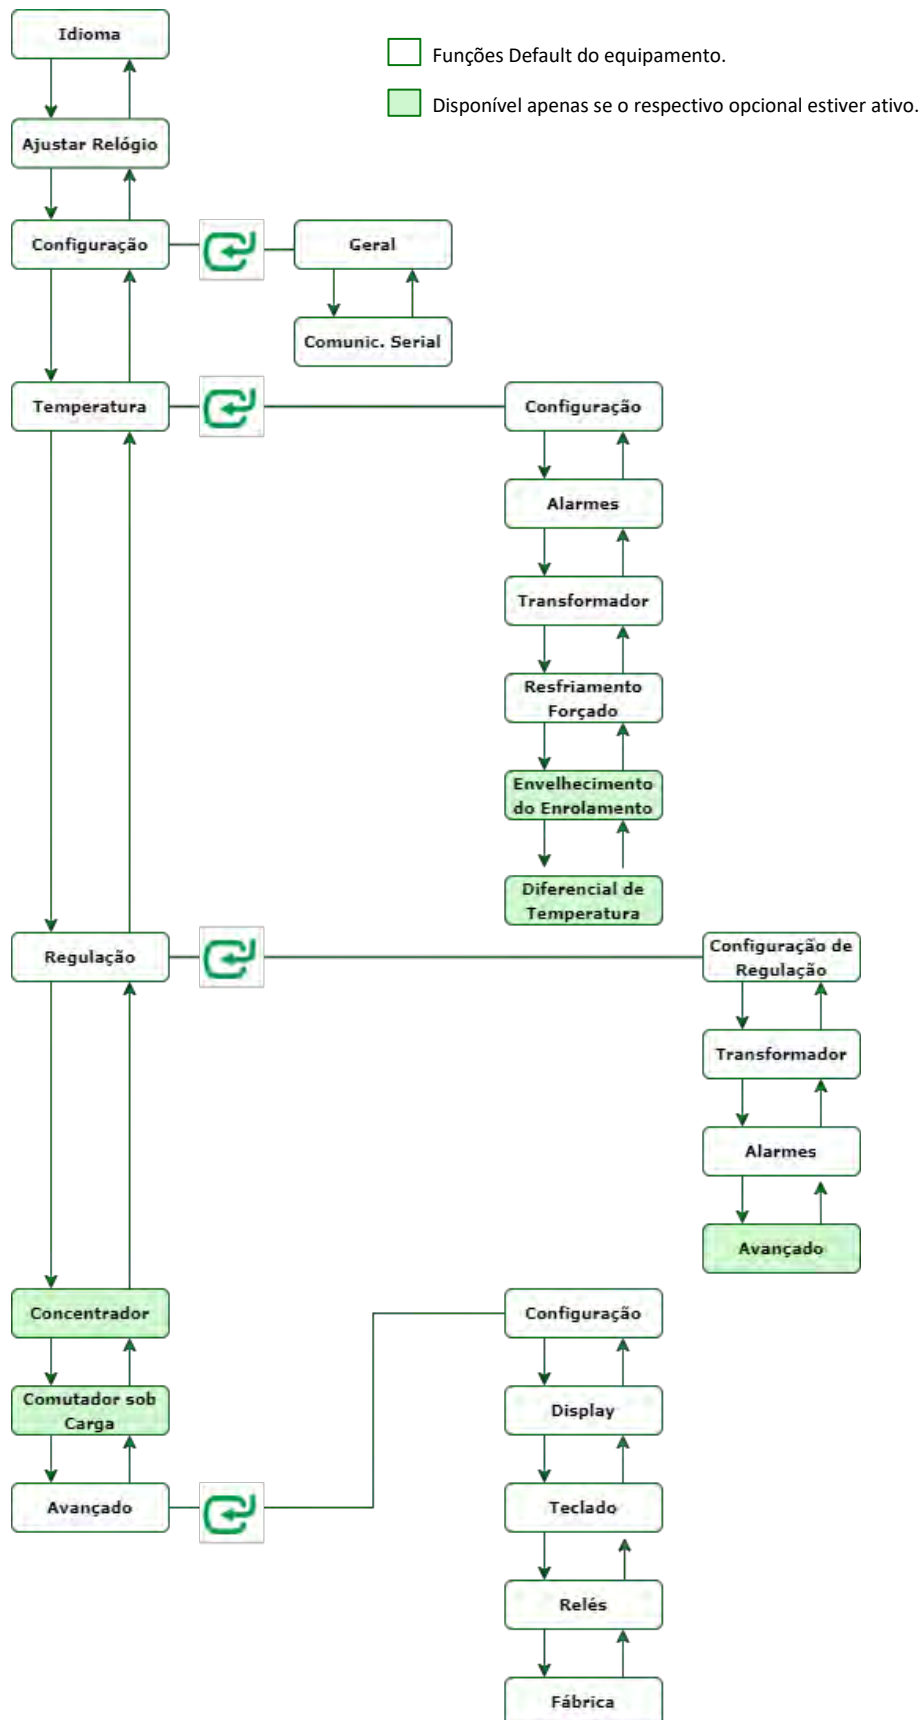 Idioma
Funções Default do equipamento.
Disponível apenas se o respectivo opcional estiver ativo.
Ajustar Relógio
Configuração
Geral
Comunic. Serial
Temperatura
Configuração
Alarmes
Transformador
Resfriamento
Forçado
Envelhecimento
do Enrolamento
Diferencial de
Temperatura
Regulação
Configuração de
Regulação
Transformador
Alarmes
Avançado
Concentrador
Comutador sob
Carga
Avançado
Configuração
Display
Teclado
Relés
Fábrica